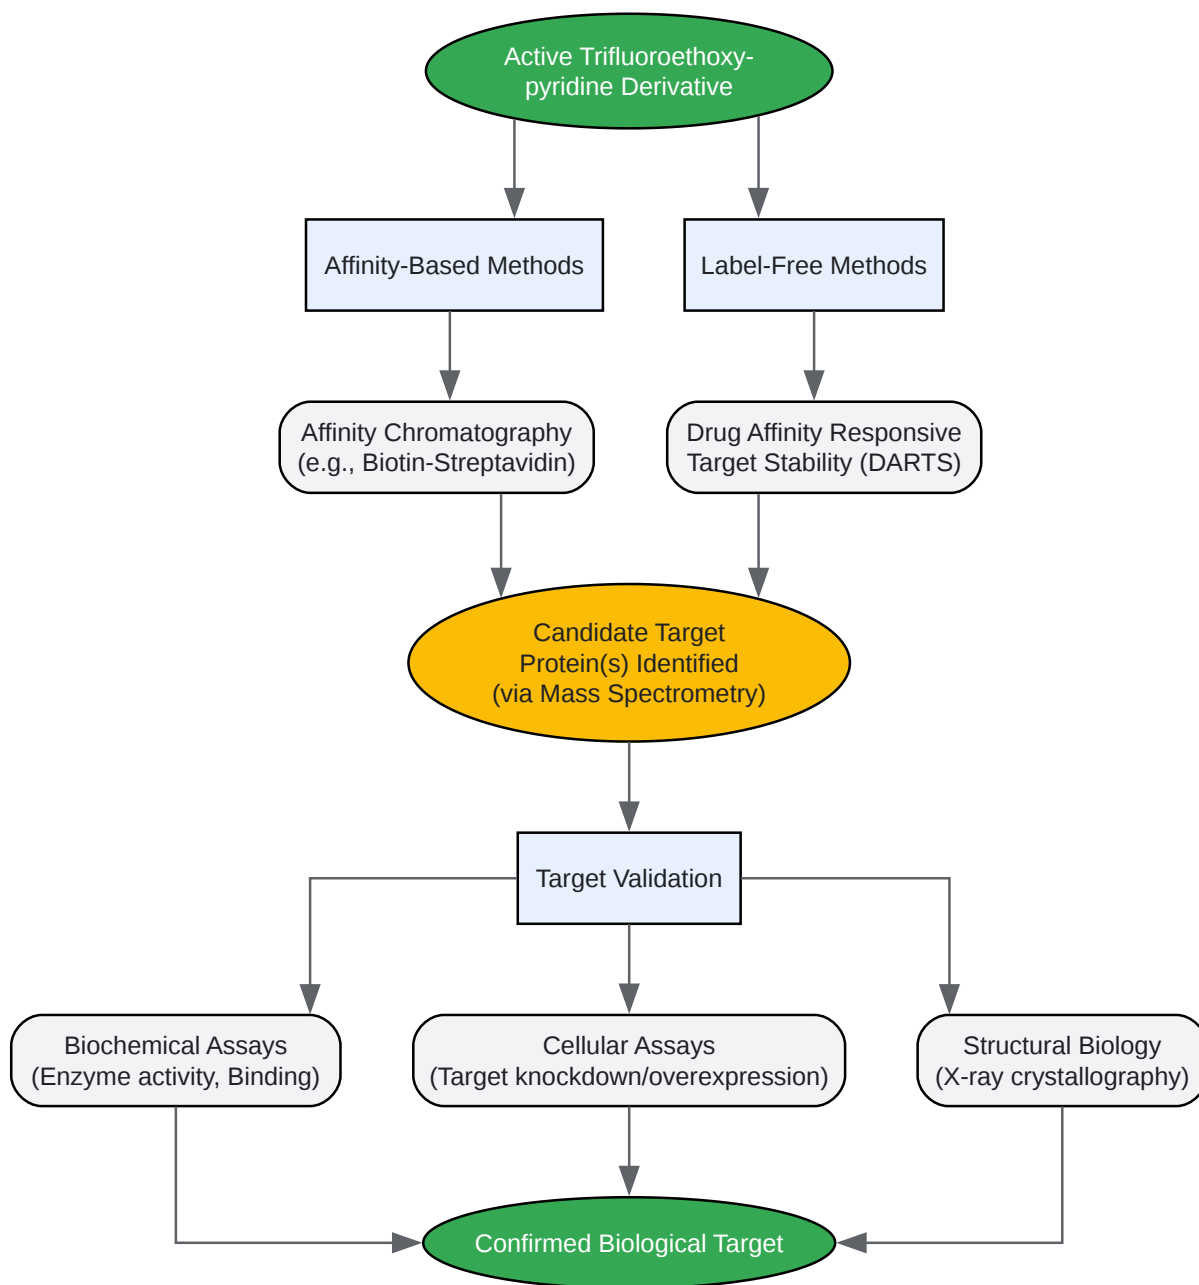 Active Trifluoroethoxy-
pyridine Derivative
Affinity-Based Methods
Label-Free Methods
Affinity Chromatography
(e.g., Biotin-Streptavidin)
Drug Affinity Responsive
Target Stability (DARTS)
Candidate Target
Protein(s) Identified
(via Mass Spectrometry)
Target Validation
Biochemical Assays
(Enzyme activity, Binding)
Cellular Assays
(Target knockdown/overexpression)
Structural Biology
(X-ray crystallography)
Confirmed Biological Target